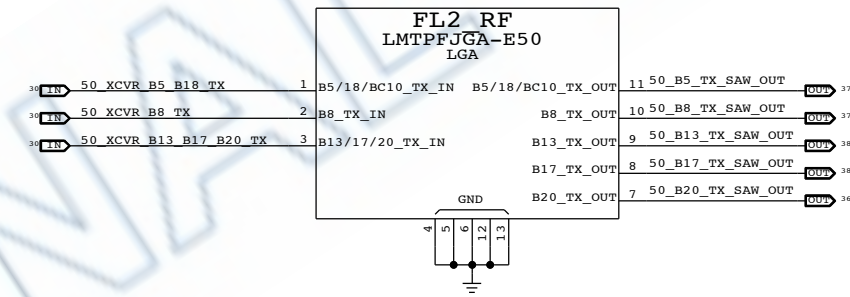 FL2_RF
LMTPFJGA-E50
LGA
30 IN 50_XCVR_B5_B18_TX 1 B5/18/BC10_TX_IN B5/18/BC10_TX_OUT 11 50_B5_TX_SAW_OUT OUT 37
30 IN 50_XCVR_B8_TX 2 B8_TX_IN B8_TX_OUT 10 50_B8_TX_SAW_OUT OUT 37
30 IN 50_XCVR_B13_B17_B20_TX 3 B13/17/20_TX_IN B13_TX_OUT 9 50_B13_TX_SAW_OUT OUT 38
B17_TX_OUT 8 50_B17_TX_SAW_OUT OUT 38
B20_TX_OUT 7 50_B20_TX_SAW_OUT OUT 36
GND
4 5 6 12 13